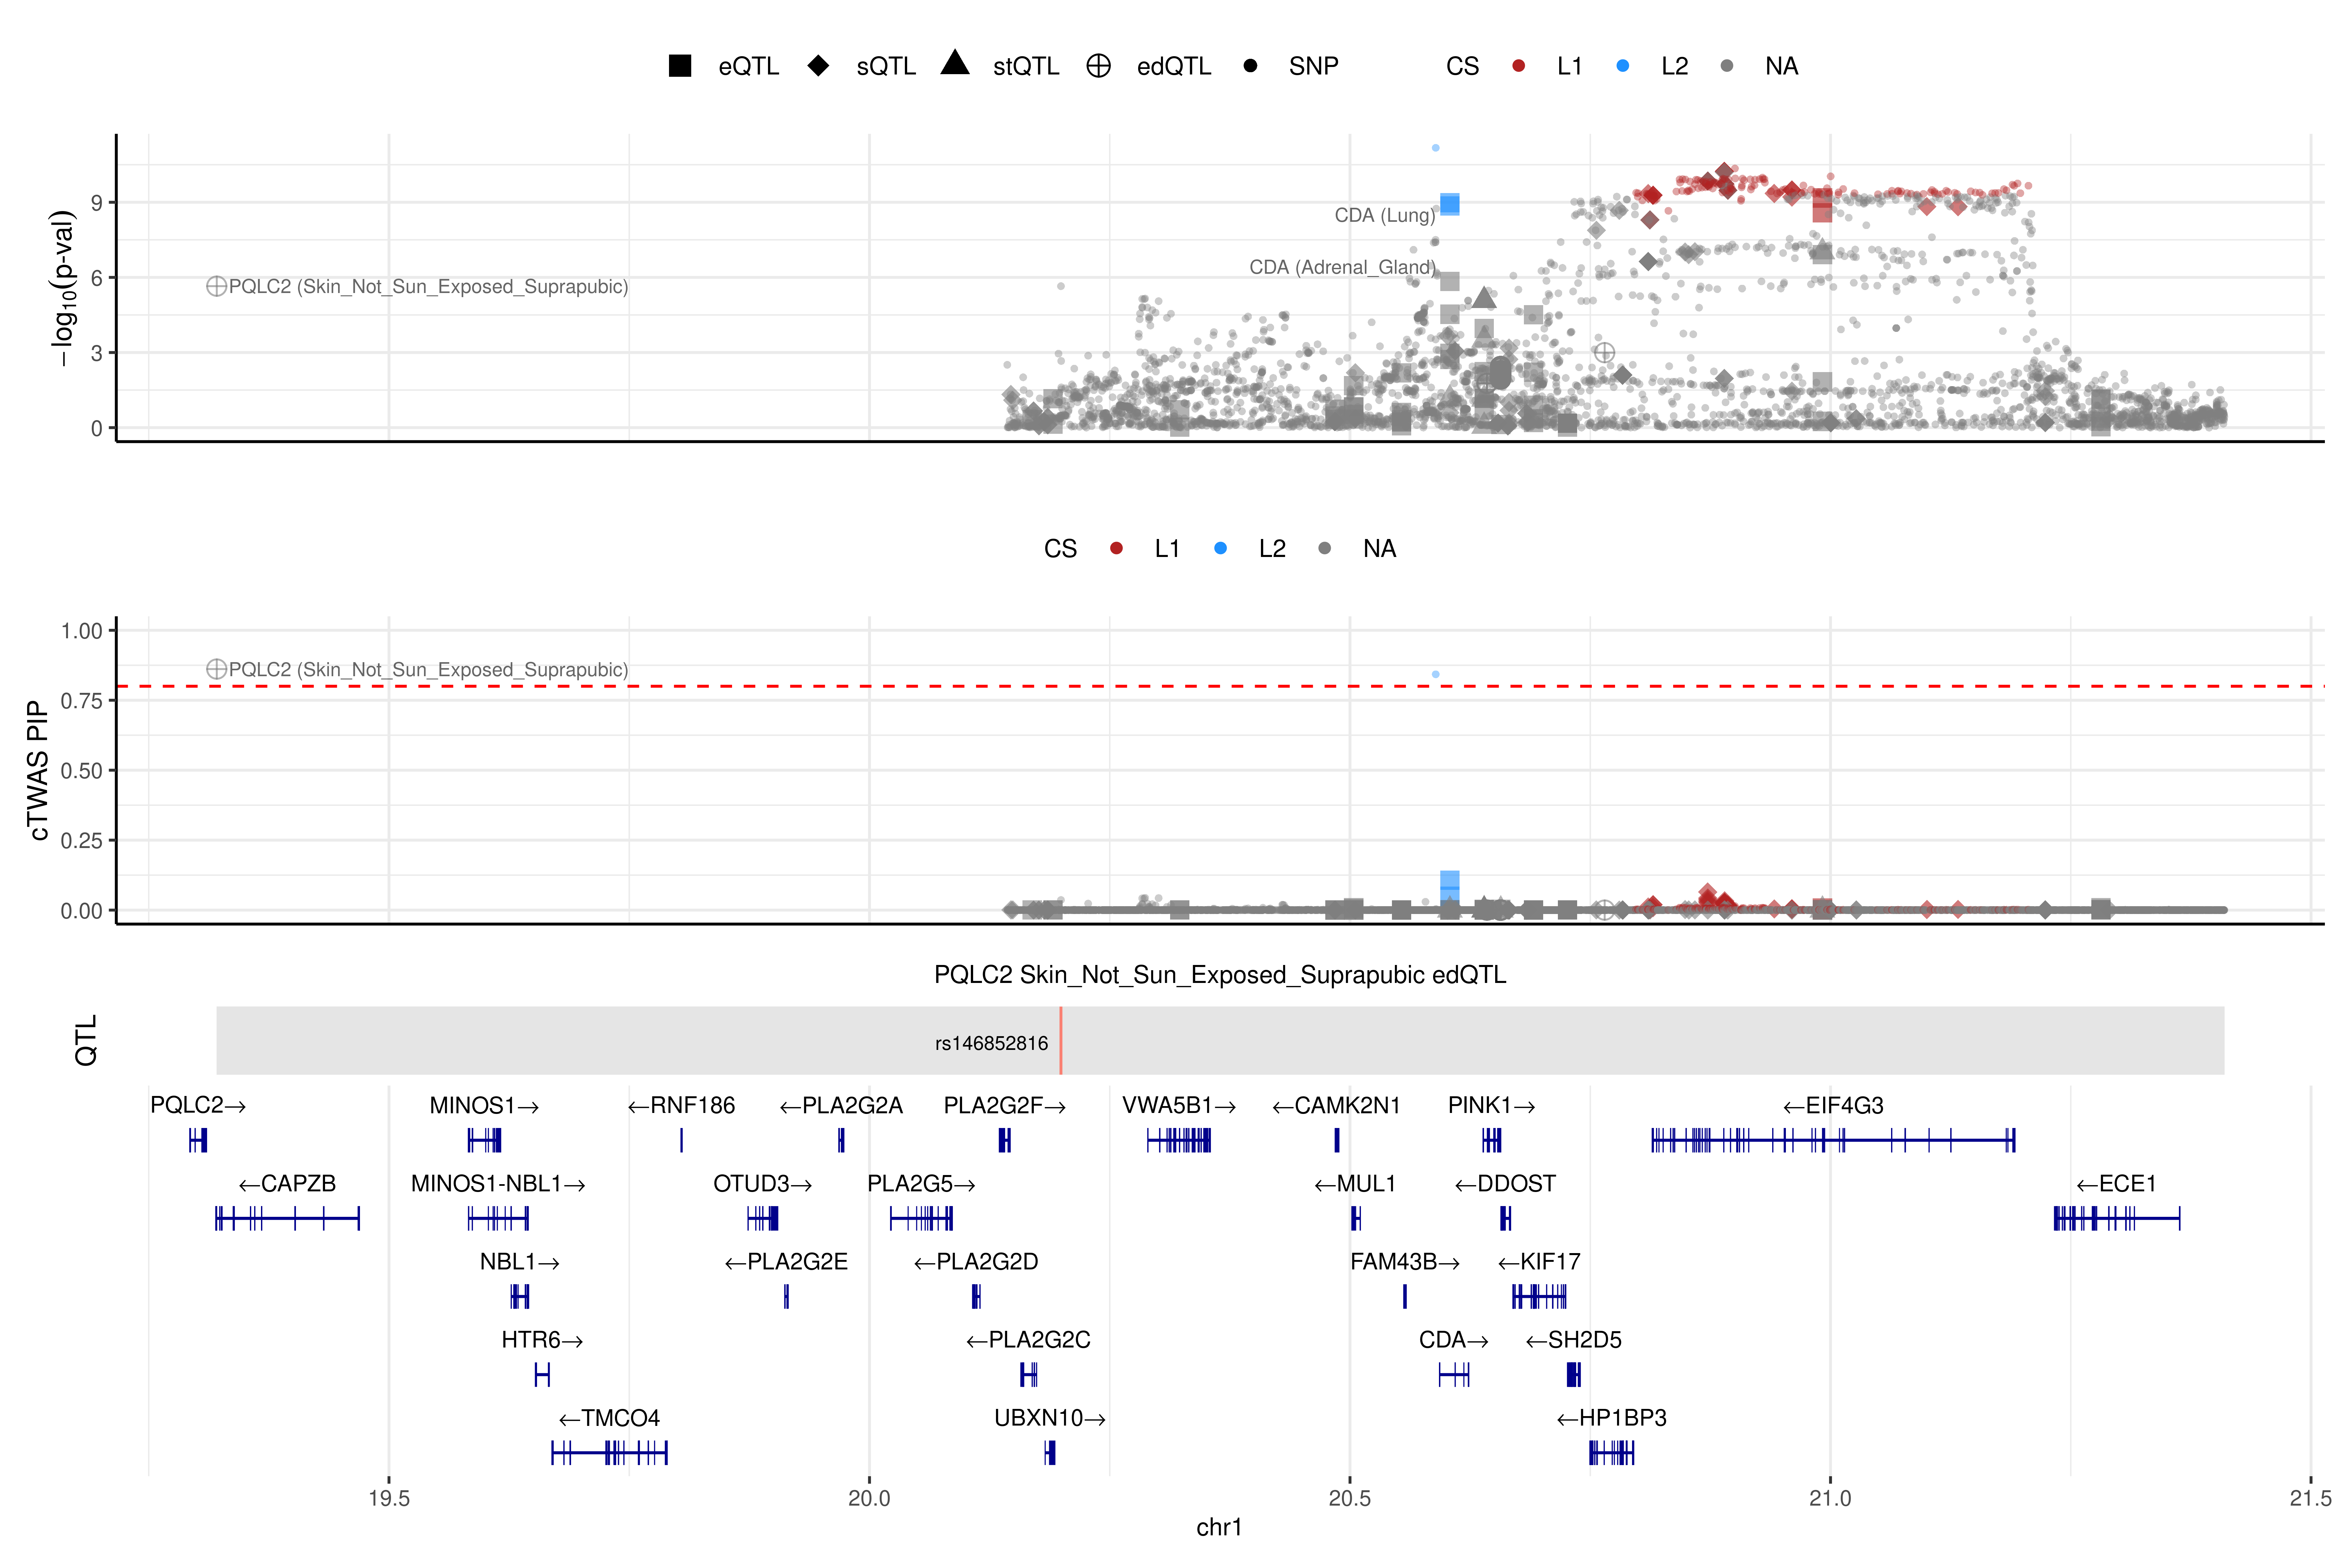 eQTL sQTL stQTL edQTL SNP CS L1 L2 NA
−log10(p-val)
9
6
3
0
CDA (Lung)
CDA (Adrenal_Gland)
PQLC2 (Skin_Not_Sun_Exposed_Suprapubic)
CS L1 L2 NA
cTWAS PIP
1.00
0.75
0.50
0.25
0.00
PQLC2 (Skin_Not_Sun_Exposed_Suprapubic)
PQLC2 Skin_Not_Sun_Exposed_Suprapubic edQTL
QTL
rs146852816
PQLC2→ MINOS1→ ←RNF186 ←PLA2G2A PLA2G2F→ VWA5B1→ ←CAMK2N1 PINK1→ ←EIF4G3
←CAPZB MINOS1-NBL1→ OTUD3→ PLA2G5→ ←MUL1 ←DDOST ←ECE1
NBL1→ ←PLA2G2E ←PLA2G2D FAM43B→ ←KIF17
HTR6→ ←PLA2G2C CDA→ ←SH2D5
←TMCO4 UBXN10→ ←HP1BP3
19.5 20.0 20.5 21.0 21.5
chr1